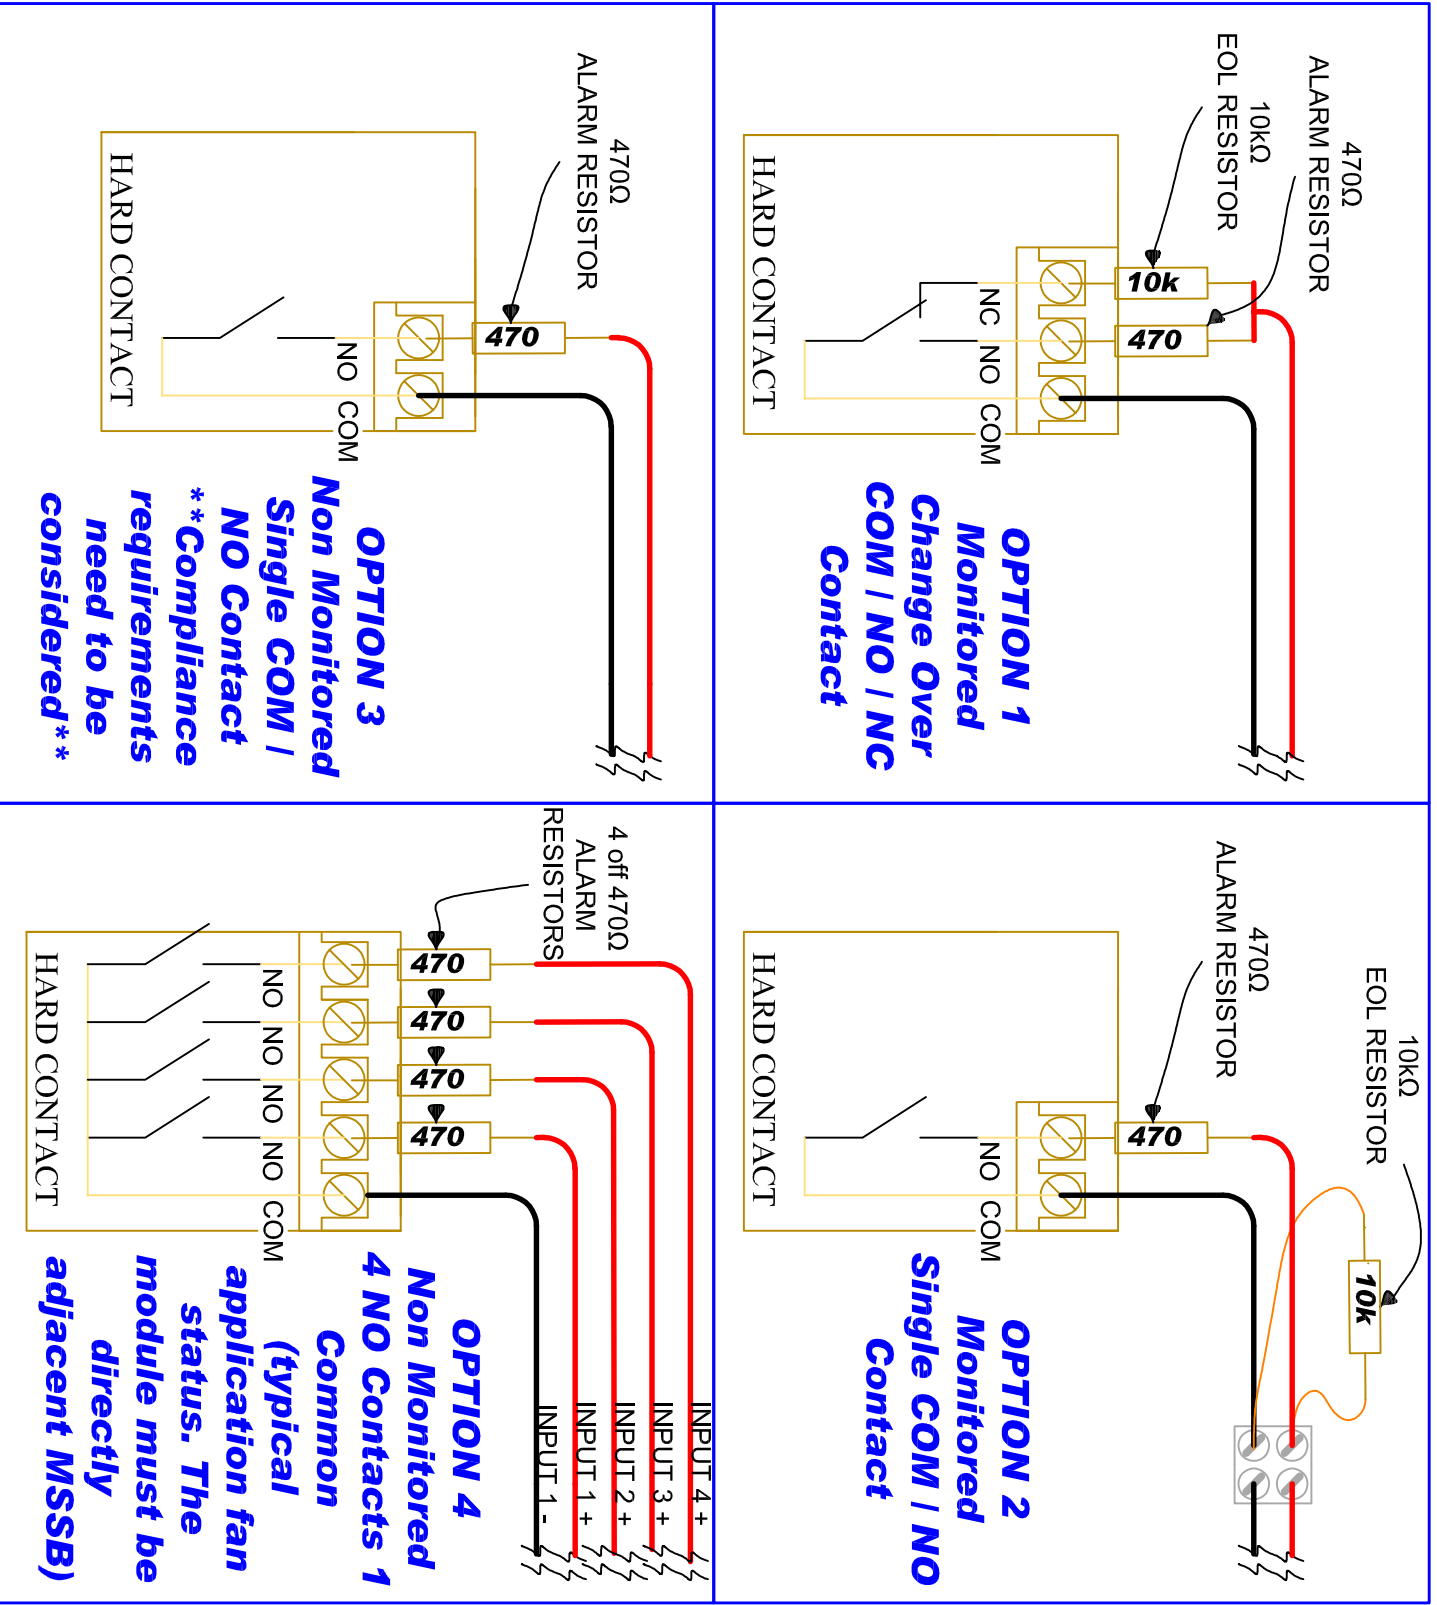 470Ω
ALARM RESISTOR
10kΩ
EOL RESISTOR
10k
470
NC
NO
COM
HARD CONTACT
OPTION 1
Monitored
Change Over
COM / NO / NC
Contact
10kΩ
EOL RESISTOR
470Ω
ALARM RESISTOR
10k
470
NO
COM
HARD CONTACT
OPTION 2
Monitored
Single COM / NO
Contact
470Ω
ALARM RESISTOR
470
NO
COM
HARD CONTACT
OPTION 3
Non Monitored
Single COM /
NO Contact
**Compliance
requirements
need to be
considered**
4 off 470Ω
ALARM
RESISTORS
470
470
470
470
NO
NO
NO
NO
COM
HARD CONTACT
INPUT 4 +
INPUT 3 +
INPUT 2 +
INPUT 1 +
INPUT 1 -
OPTION 4
Non Monitored
4 NO Contacts 1
Common
(typical
application fan
status. The
module must be
directly
adjacent MSSB)